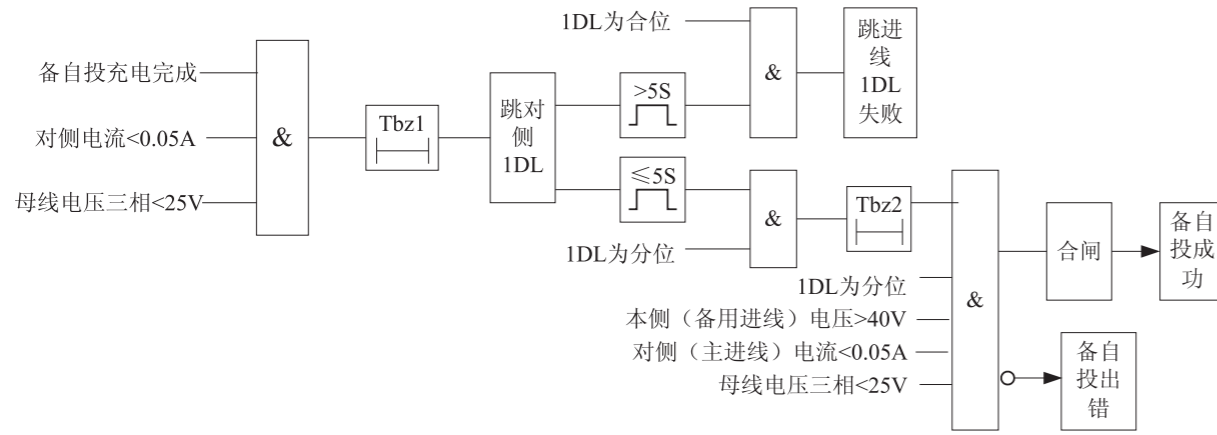 1DL为合位
备自投充电完成
对侧电流<0.05A
母线电压三相<25V
&
Tbz1
跳对
侧
1DL
>5S
≤5S
&
跳进
线
1DL
失败
1DL为分位
&
Tbz2
1DL为分位
本侧（备用进线）电压>40V
对侧（主进线）电流<0.05A
母线电压三相<25V
&
合闸
备自
投成
功
备自
投出
错